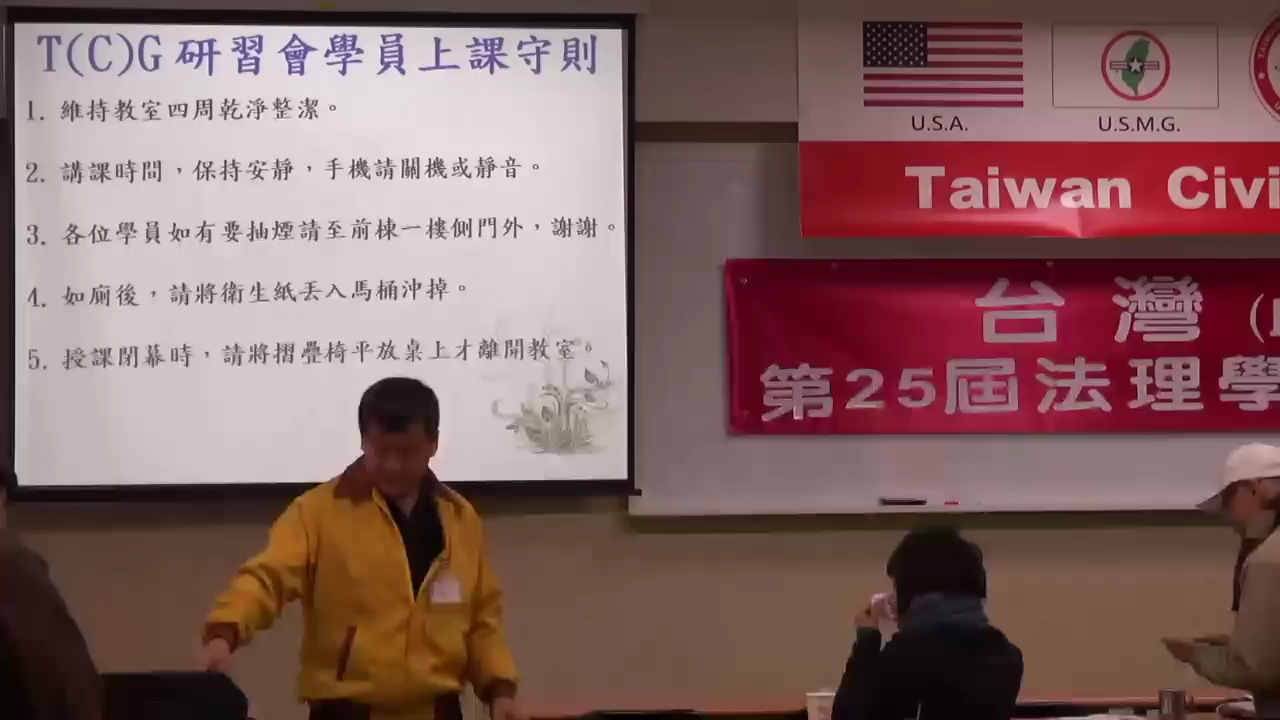 T(C)G 研習會學員上課守則
1. 維持教室四周乾淨整潔。
2. 講課時間，保持安靜，手機請關機或靜音。
3. 各位學員如有要抽煙請至前棟一樓側門外，謝謝。
4. 如廁後，請將衛生紙丟入馬桶沖掉。
5. 授課閉幕時，請將摺疊椅平放桌上才離開教室。
U.S.A.
U.S.M.G.
Taiwan Civi
台灣
第25屆法理學